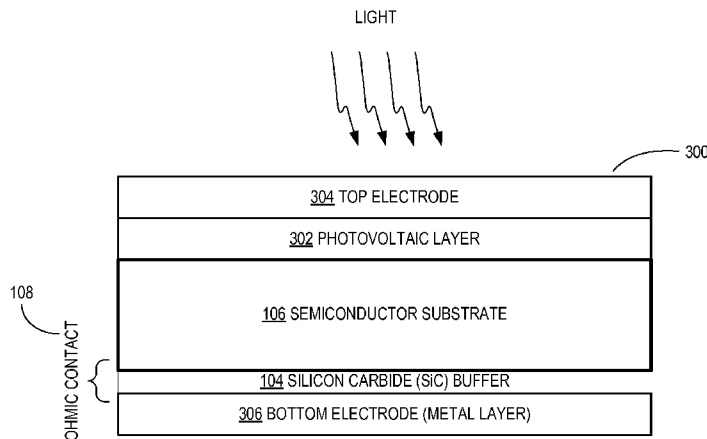 LIGHT
300
304 TOP ELECTRODE
302 PHOTOVOLTAIC LAYER
106 SEMICONDUCTOR SUBSTRATE
108
OHMIC CONTACT
104 SILICON CARBIDE (SiC) BUFFER
306 BOTTOM ELECTRODE (METAL LAYER)